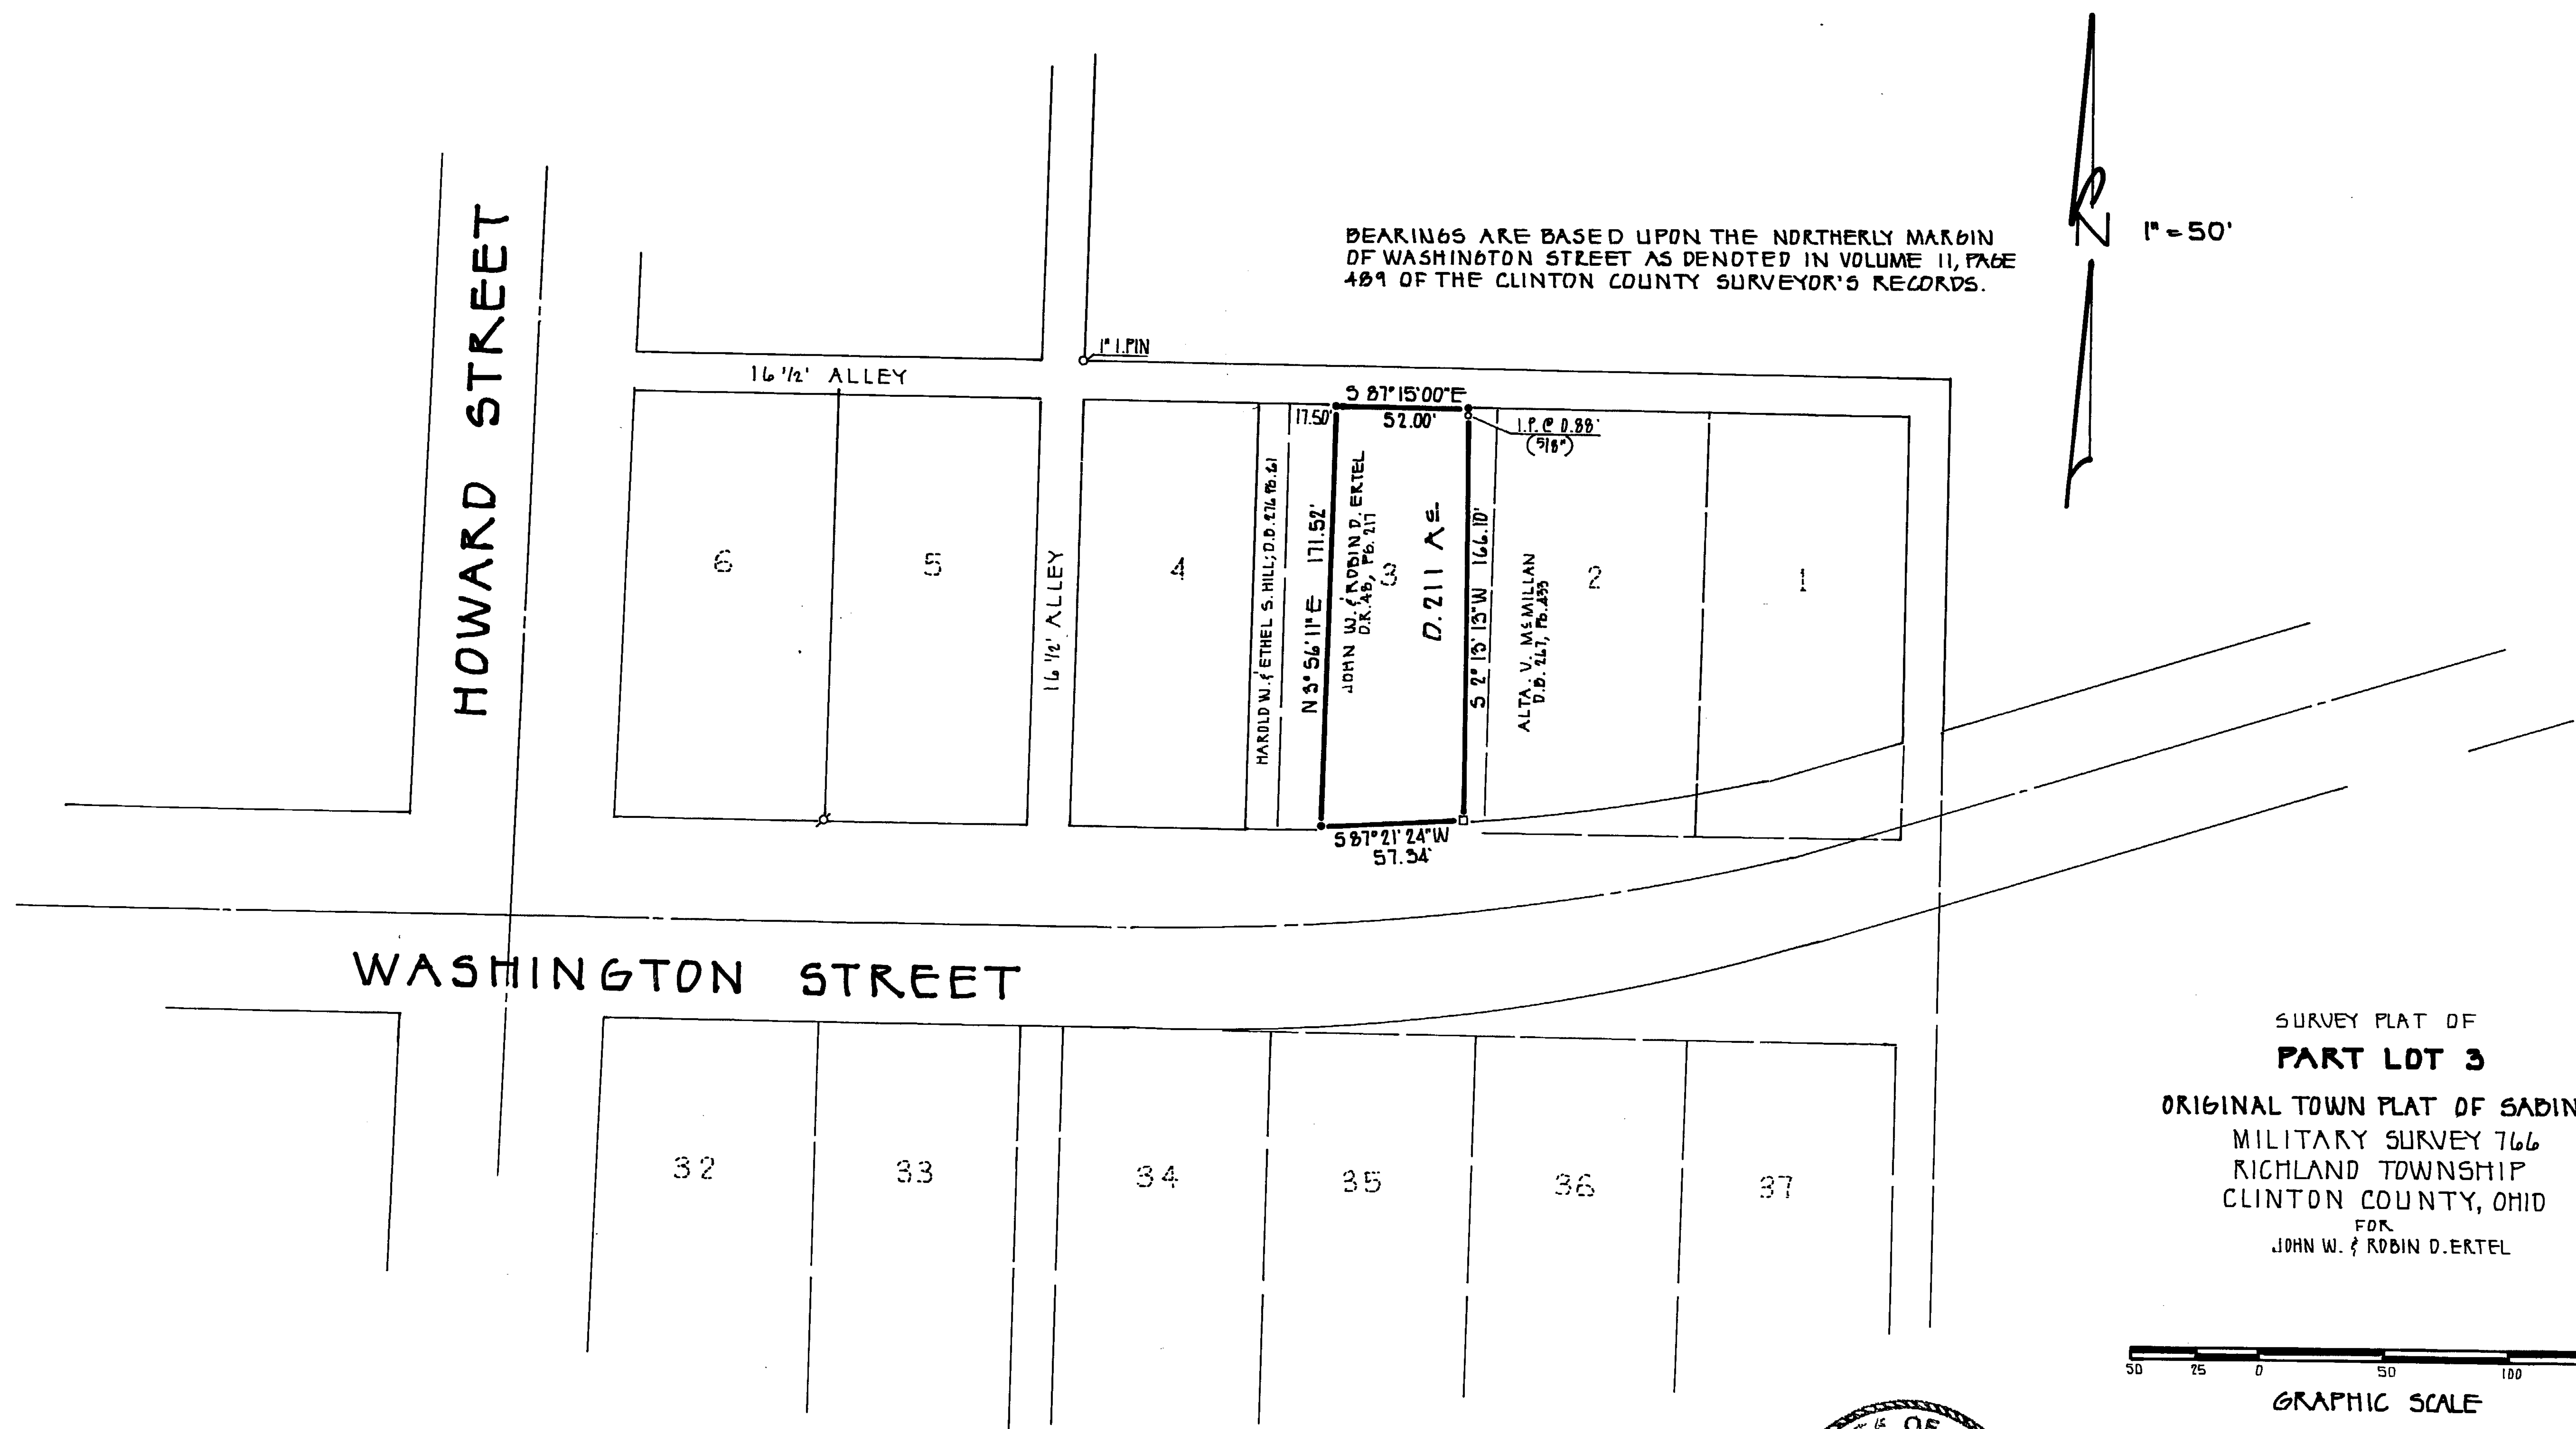 HOWARD STREET
BEARINGS ARE BASED UPON THE NORTHERLY MARGIN
OF WASHINGTON STREET AS DENOTED IN VOLUME 11, PAGE
489 OF THE CLINTON COUNTY SURVEYOR'S RECORDS.
N
1" = 50'
1" I.PIN
16 1/2' ALLEY
S 87° 15' 00" E
17.50'
52.00'
I.P. @ 0.88'
(5/8")
6
5
16 1/2' ALLEY
4
HAROLD W. & ETHEL S. HILL; D.B. 276 PG. 61
N 3° 56' 11" E 171.52'
JOHN W. & ROBIN D. ERTEL
D.R. 48, PG. 217
3
0.211 AC
S 2° 13' 13" W 166.10'
ALTA. V. McMILLAN
D.B. 267, PG. 433
2
1
S 87° 21' 24" W
57.34'
WASHINGTON STREET
32
33
34
35
36
37
SURVEY PLAT OF
PART LOT 3
ORIGINAL TOWN PLAT OF SABIN
MILITARY SURVEY 766
RICHLAND TOWNSHIP
CLINTON COUNTY, OHIO
FOR
JOHN W. & ROBIN D. ERTEL
50 25 0 50 100
GRAPHIC SCALE
OF